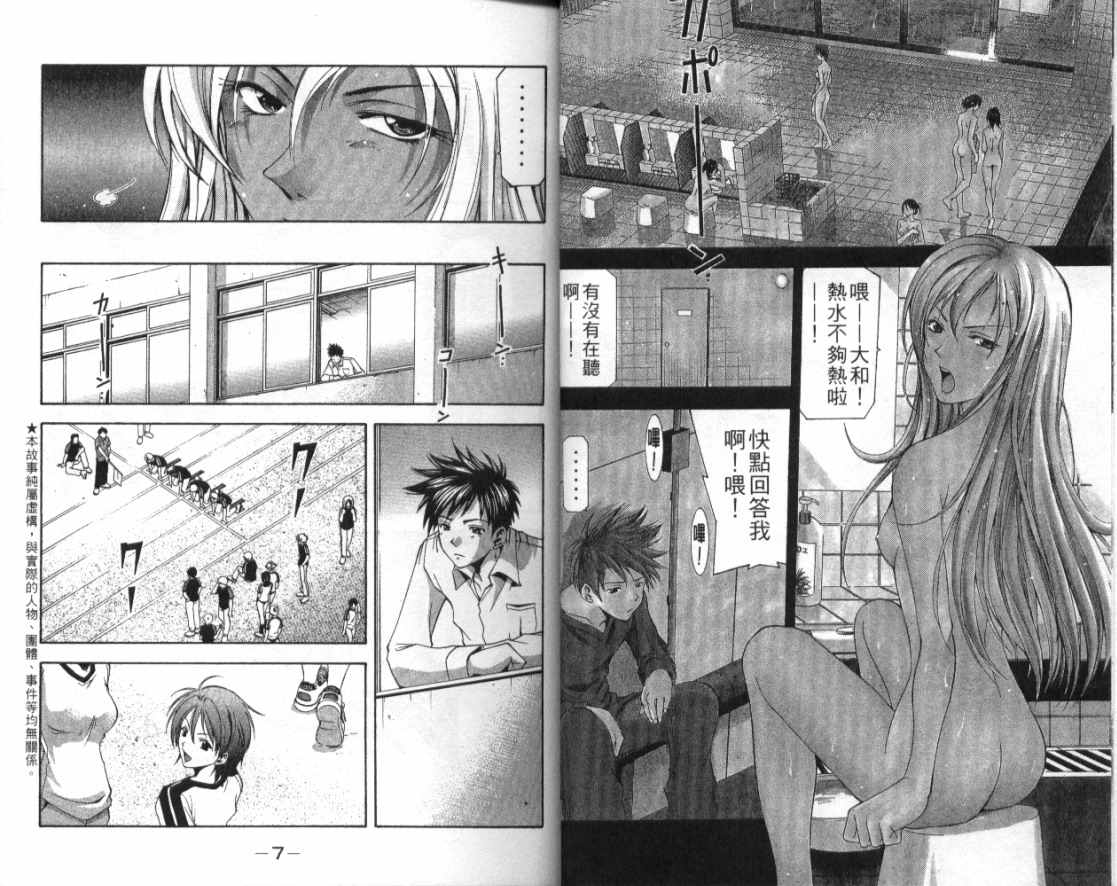 ポ
ン
喂——大和！
熱水不夠熱啦
——！
有沒有在聽
啊——！
快點回答我
啊！喂！
嗶！
嗶！
．．．．．
．．．．．．．．
キーンコーン
カーン
ワー
ワー
★本故事純屬虛構，與實際的人物、團體、事件等均無關係。
—7—